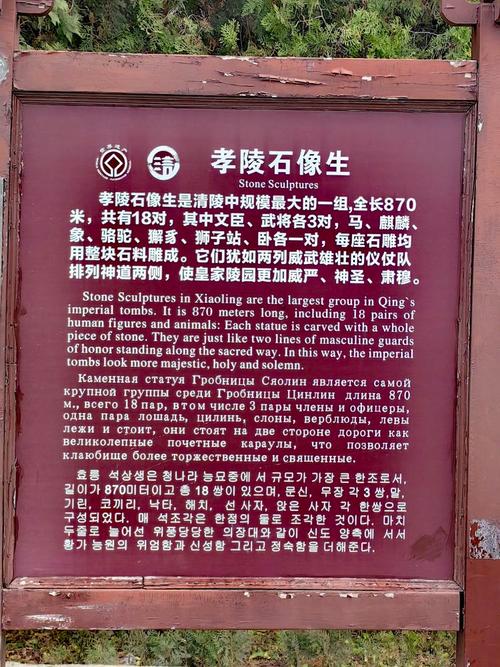 孝陵石像生
Stone Sculptures
孝陵石像生是清陵中规模最大的一组,全长870
米，共有18对，其中文臣、武将各3对，马、麒麟、
象、骆驼、獬豸、狮子站、卧各一对，每座石雕均
用整块石料雕成。它们犹如两列威武雄壮的仪仗队
排列神道两侧，使皇家陵园更加威严、神圣、肃穆。
Stone Sculptures in Xiaoling are the largest group in Qing`s
imperial tombs. It is 870 meters long, including 18 pairs of
human figures and animals: Each statue is carved with a whole
piece of stone. They are just like two lines of masculine guards
of honor standing along the sacred way. In this way, the imperial
tombs look more majestic, holy and solemn.
Каменная статуя Гробницы Сяолин является самой
крупной группы среди Гробницы Цинлин длина 870
м., всего 18 пар, в том числе 3 пары члены и офицеры,
одна пара лошадь, цилинь, слоны, верблюды, левы
лежи и стоит, они стоят на две стороне дороги как
великолепные почетные караулы, что позволяет
клаюбище более торжественные и священные.
효릉 석상생은 청나라 능묘중에 서 규모가 가장 큰 한조로서,
길이가 870미터이고 총 18 쌍이 있으며, 문신, 무장 각 3 쌍,말,
기린, 코끼리, 낙타, 해치, 선 사자, 앉은 사자 각 한쌍으로
구성되었다. 매 석조각은 한점의 돌로 조각한 것이다. 마치
두줄로 늘어선 위풍당당한 의장대와 같이 신도 양측에 서서
황가 능원의 위엄함과 신성함 그리고 정숙함을 더해준다.